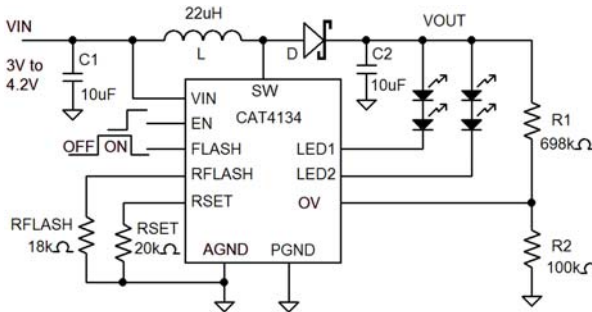 VIN
22uH
L
D
VOUT
3V to
4.2V
C1
10uF
C2
10uF
SW
VIN
CAT4134
EN
OFF ON
FLASH
LED1
RFLASH
LED2
RSET
OV
R1
698kΩ
RFLASH
18kΩ
RSET
20kΩ
AGND
PGND
R2
100kΩ